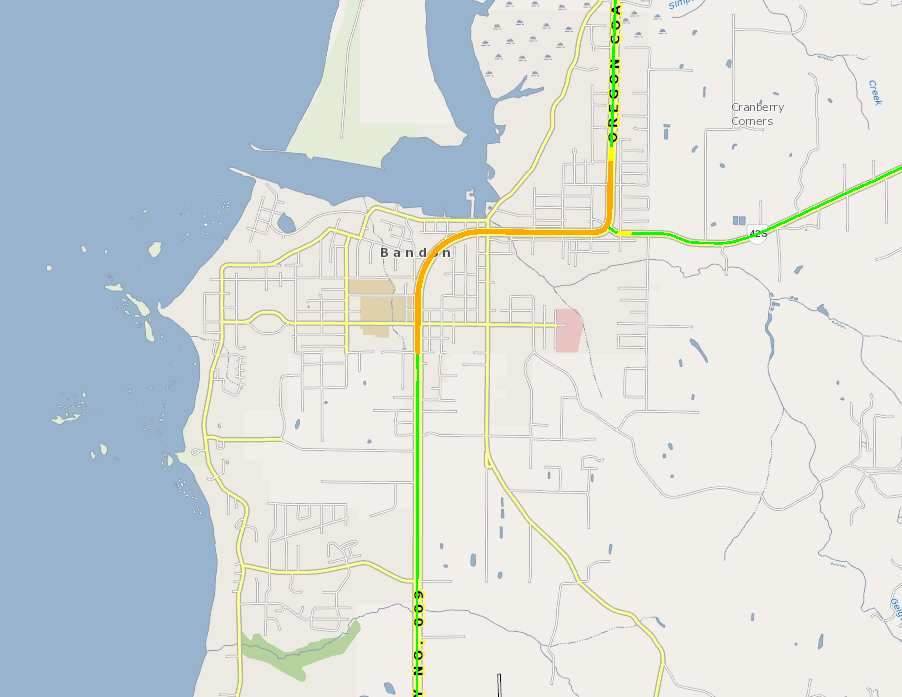 OREGON COA
Creek
Cranberry
Corners
42S
Bandon
Y NO. 009